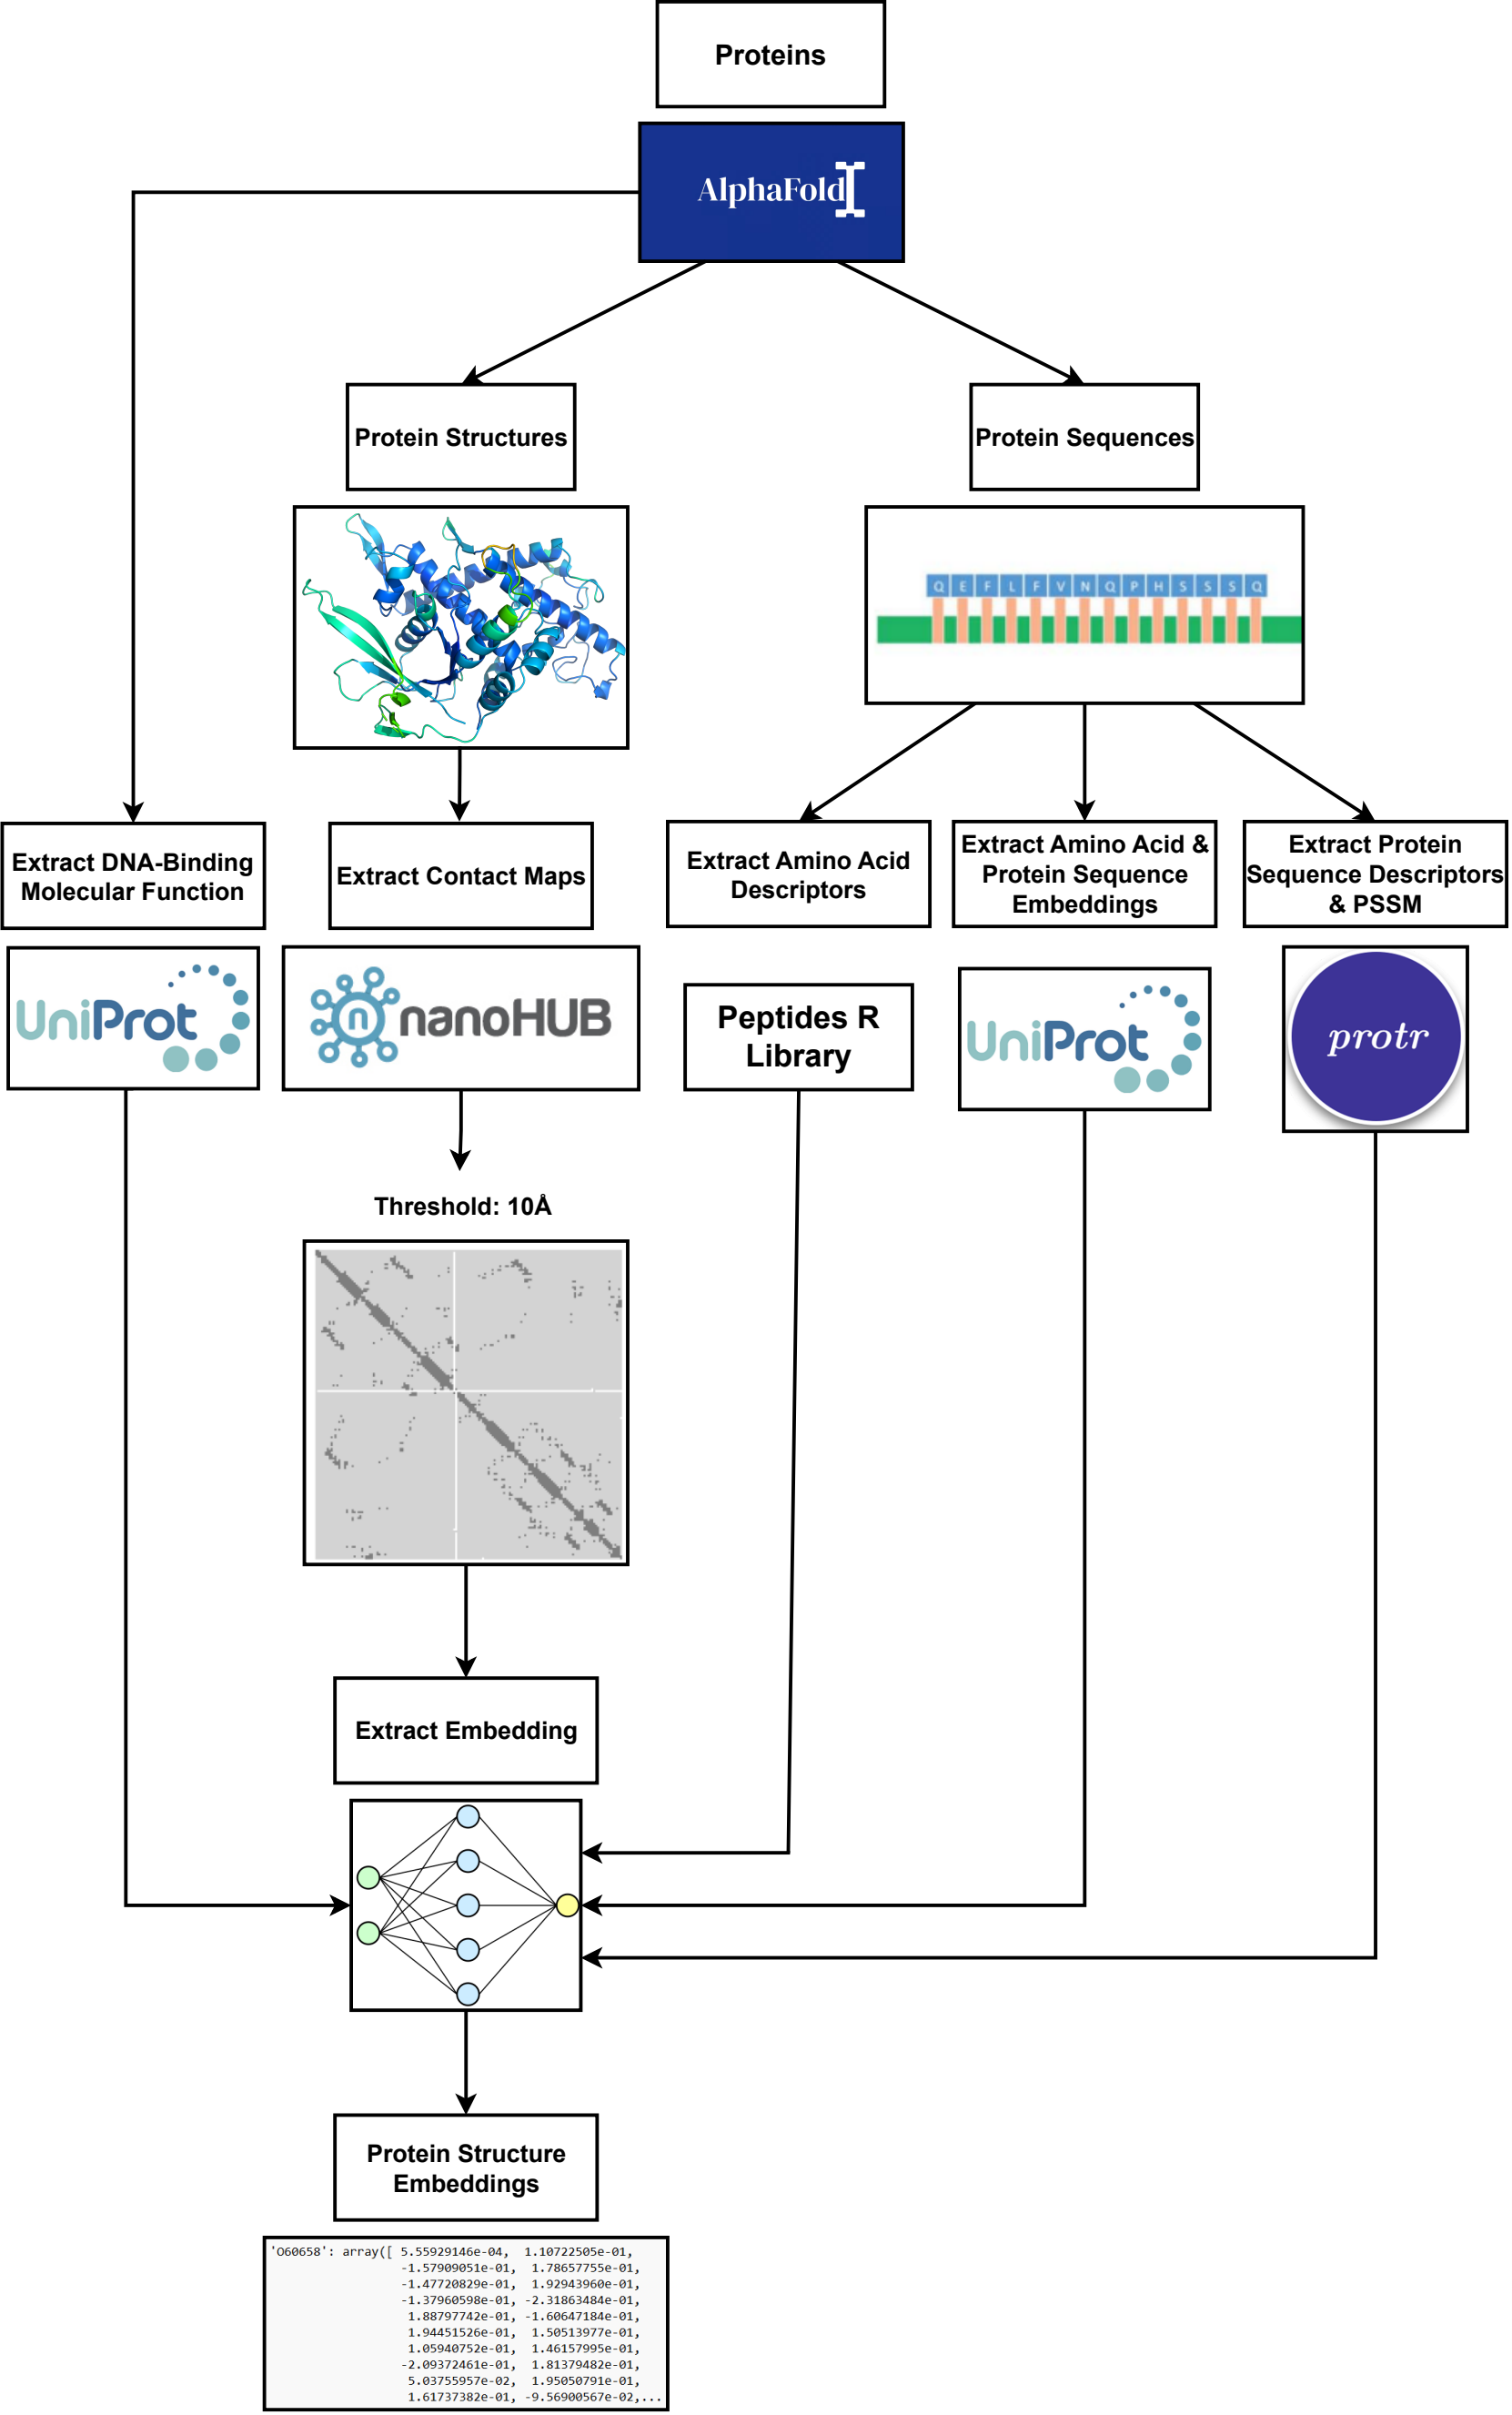 Proteins
AlphaFold
Protein Structures
Protein Sequences
Q E F L F V N Q P H S S S Q
Extract DNA-Binding
Molecular Function
Extract Contact Maps
Extract Amino Acid
Descriptors
Extract Amino Acid &
Protein Sequence
Embeddings
Extract Protein
Sequence Descriptors
& PSSM
UniProt
n nanoHUB
Peptides R
Library
UniProt
protr
Threshold: 10Å
Extract Embedding
Protein Structure
Embeddings
'O60658': array([ 5.55929146e-04, 1.10722505e-01,
-1.57909051e-01, 1.78657755e-01,
-1.47720829e-01, 1.92943960e-01,
-1.37960598e-01, -2.31863484e-01,
1.88797742e-01, -1.60647184e-01,
1.94451526e-01, 1.50513977e-01,
1.05940752e-01, 1.46157995e-01,
-2.09372461e-01, 1.81379482e-01,
5.03755957e-02, 1.95050791e-01,
1.61737382e-01, -9.56900567e-02,...